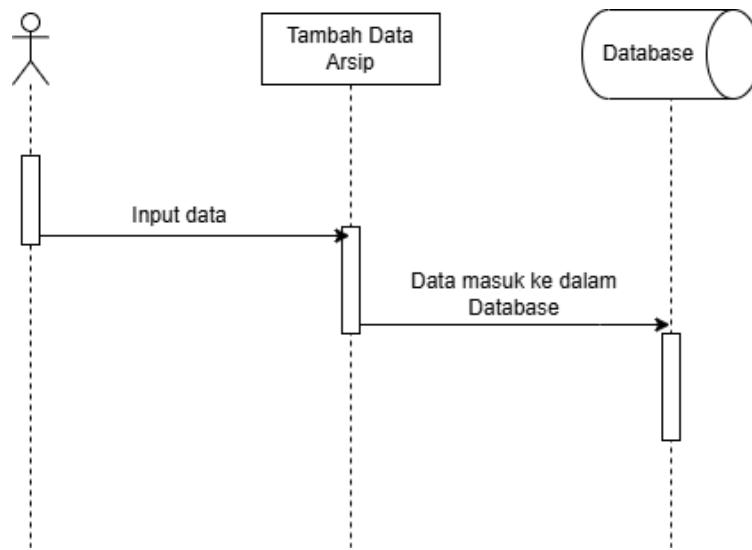 Tambah Data
Arsip
Database
Input data
Data masuk ke dalam
Database